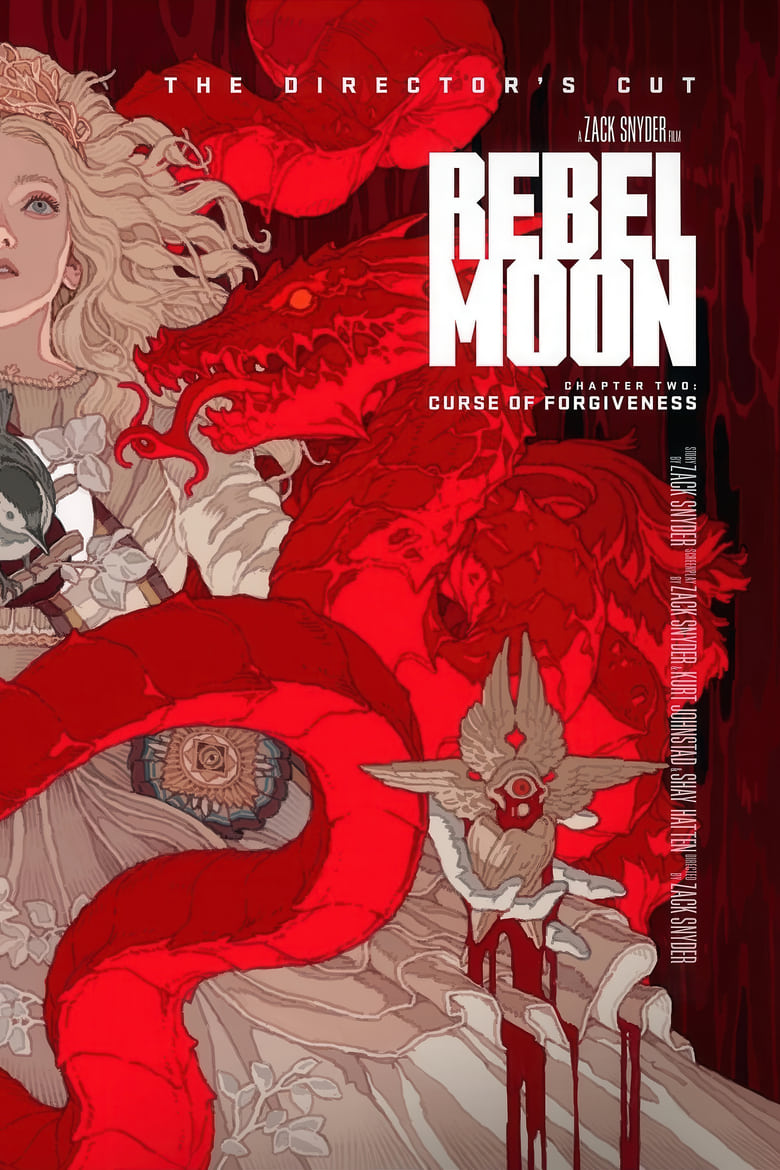 THE DIRECTOR'S CUT
A ZACK SNYDER FILM
REBEL
MOON
CHAPTER TWO:
CURSE OF FORGIVENESS
STORY BY ZACK SNYDER SCREENPLAY BY ZACK SNYDER & KURT JOHNSTAD & SHAY HATTEN DIRECTED BY ZACK SNYDER